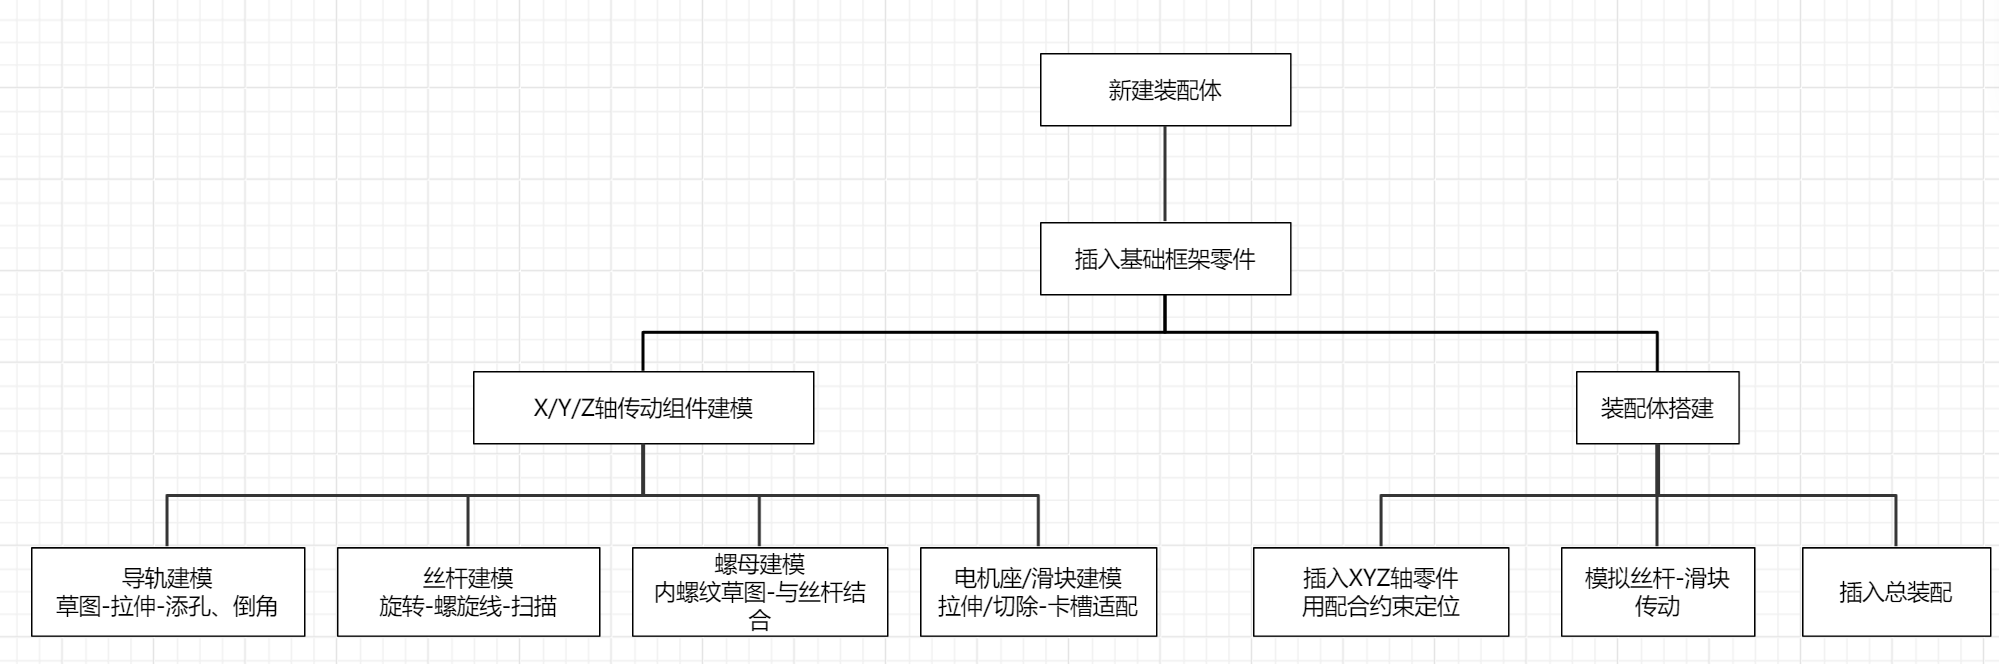 新建装配体
插入基础框架零件
X/Y/Z轴传动组件建模
装配体搭建
导轨建模
草图-拉伸-添孔、倒角
丝杆建模
旋转-螺旋线-扫描
螺母建模
内螺纹草图-与丝杆结
合
电机座/滑块建模
拉伸/切除-卡槽适配
插入XYZ轴零件
用配合约束定位
模拟丝杆-滑块
传动
插入总装配